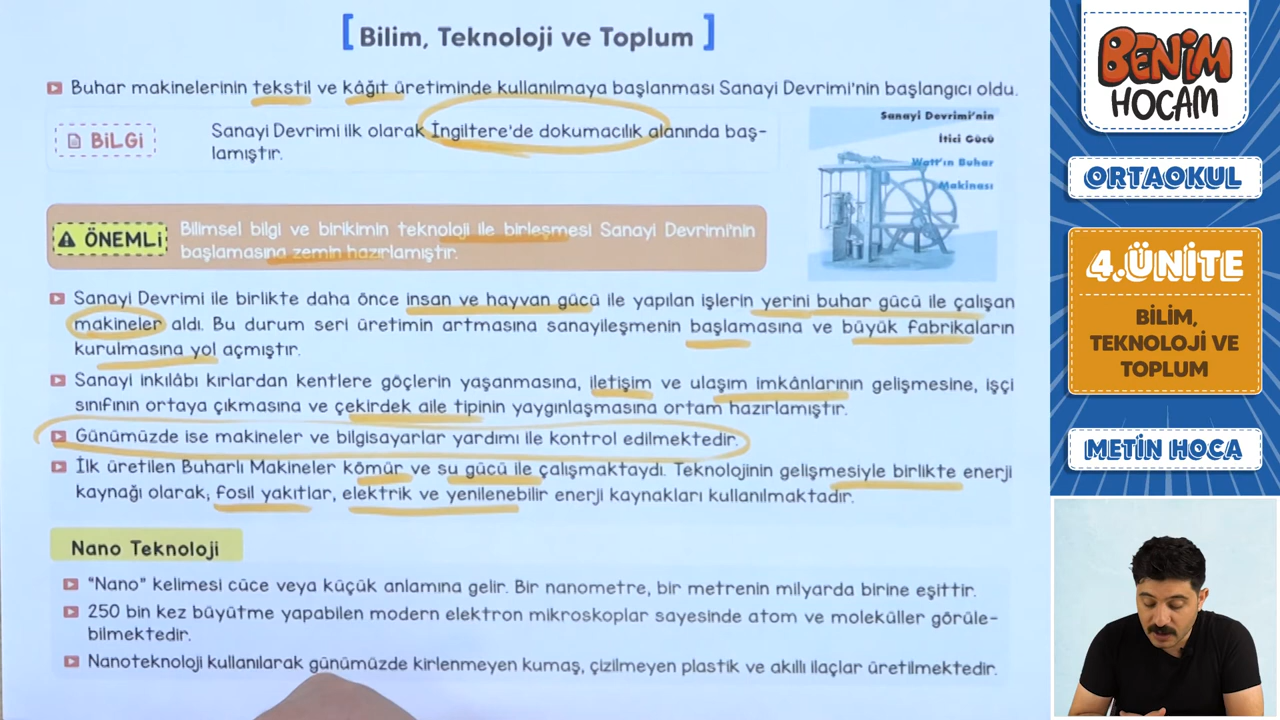 [ Bilim, Teknoloji ve Toplum ]
Buhar makinelerinin tekstil ve kâğıt üretiminde kullanılmaya başlanması Sanayi Devrimi'nin başlangıcı oldu.
BİLGİ
Sanayi Devrimi ilk olarak İngiltere'de dokumacılık alanında baş-
lamıştır.
Sanayi Devrimi'nin
İtici Gücü
Watt'ın Buhar
Makinası
ÖNEMLİ
Bilimsel bilgi ve birikimin teknoloji ile birleşmesi Sanayi Devrimi'nin
başlamasına zemin hazırlamıştır.
Sanayi Devrimi ile birlikte daha önce insan ve hayvan gücü ile yapılan işlerin yerini buhar gücü ile çalışan
makineler aldı. Bu durum seri üretimin artmasına sanayileşmenin başlamasına ve büyük fabrikaların
kurulmasına yol açmıştır.
Sanayi inkılâbı kırlardan kentlere göçlerin yaşanmasına, iletişim ve ulaşım imkânlarının gelişmesine, işçi
sınıfının ortaya çıkmasına ve çekirdek aile tipinin yaygınlaşmasına ortam hazırlamıştır.
Günümüzde ise makineler ve bilgisayarlar yardımı ile kontrol edilmektedir.
İlk üretilen Buharlı Makineler kömür ve su gücü ile çalışmaktaydı. Teknolojinin gelişmesiyle birlikte enerji
kaynağı olarak, fosil yakıtlar, elektrik ve yenilenebilir enerji kaynakları kullanılmaktadır.
Nano Teknoloji
"Nano" kelimesi cüce veya küçük anlamına gelir. Bir nanometre, bir metrenin milyarda birine eşittir.
250 bin kez büyütme yapabilen modern elektron mikroskoplar sayesinde atom ve moleküller görüle-
bilmektedir.
Nanoteknoloji kullanılarak günümüzde kirlenmeyen kumaş, çizilmeyen plastik ve akıllı ilaçlar üretilmektedir.
BENİM
HOCAM
ORTAOKUL
4.ÜNİTE
BİLİM,
TEKNOLOJİ VE
TOPLUM
METİN HOCA